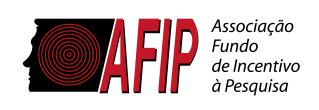 AFIP
Associação
Fundo
de Incentivo
à Pesquisa